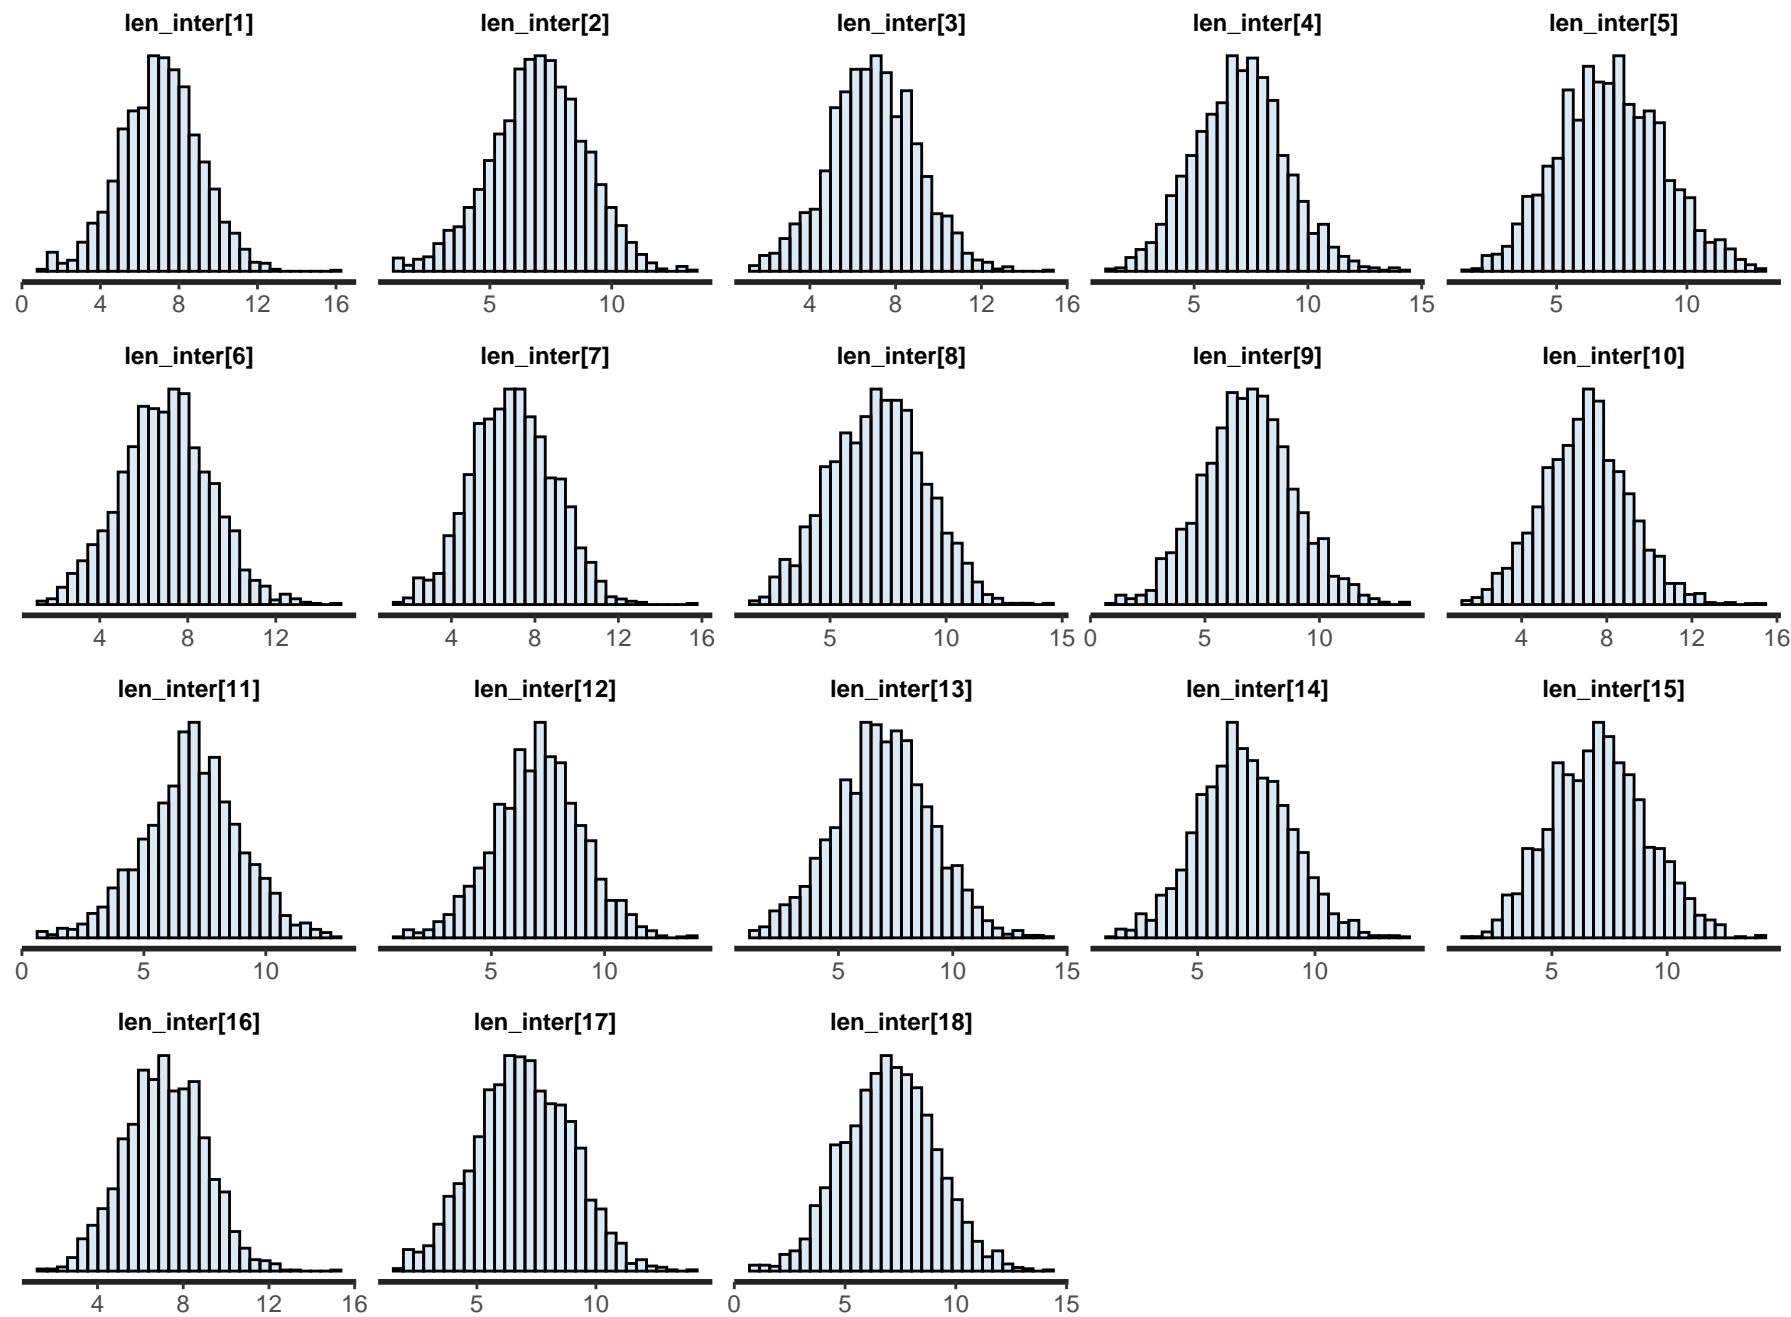 len_inter[1] len_inter[2] len_inter[3] len_inter[4] len_inter[5]
0 4 8 12 16 5 10 4 8 12 16 5 10 15 5 10
len_inter[6] len_inter[7] len_inter[8] len_inter[9] len_inter[10]
4 8 12 4 8 12 16 5 10 15 0 5 10 4 8 12 16
len_inter[11] len_inter[12] len_inter[13] len_inter[14] len_inter[15]
0 5 10 5 10 5 10 15 5 10 5 10
len_inter[16] len_inter[17] len_inter[18]
4 8 12 16 5 10 0 5 10 15